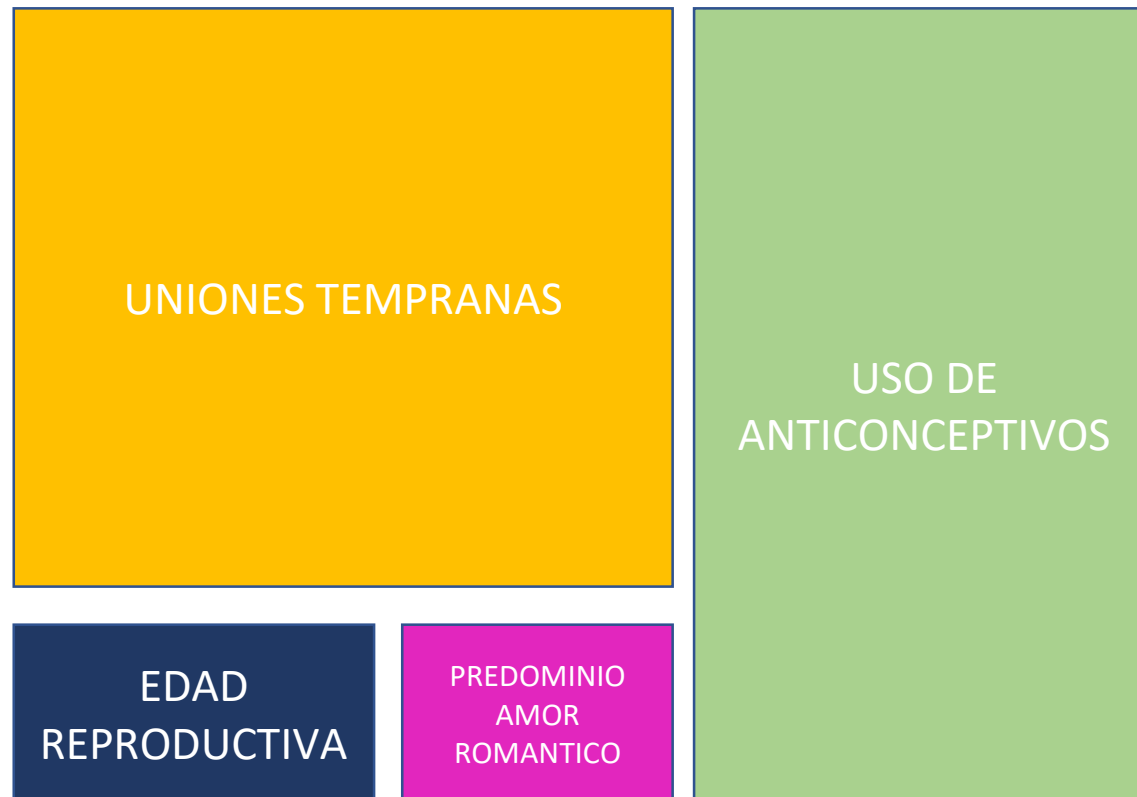 UNIONES TEMPRANAS
USO DE
ANTICONCEPTIVOS
EDAD
REPRODUCTIVA
PREDOMINIO
AMOR
ROMANTICO